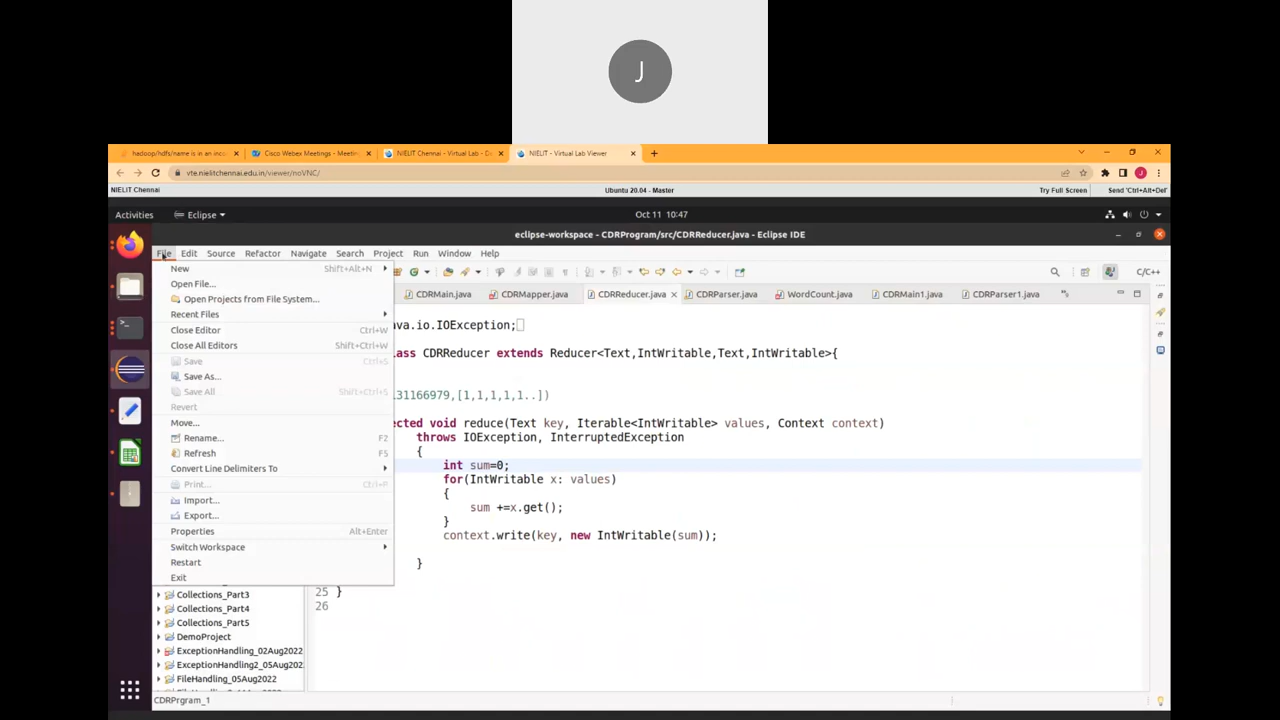 J
hadoop/hdfs/name is in an inco
Cisco Webex Meetings - Meetin
NIELIT Chennai - Virtual Lab - D
NIELIT - Virtual Lab Viewer
vte.nielitchennai.edu.in/viewer/noVNC/
J
NIELIT Chennai
Ubuntu 20.04 - Master
Try Full Screen
Send 'Ctrl+Alt+Del'
Activities
Eclipse
Oct 11 10:47
eclipse-workspace - CDRProgram/src/CDRReducer.java - Eclipse IDE
File Edit Source Refactor Navigate Search Project Run Window Help
C/C++
CDRMain.java CDRMapper.java CDRReducer.java CDRParser.java WordCount.java CDRMain1.java CDRParser1.java
New Shift+Alt+N
Open File...
Open Projects from File System...
Recent Files
Close Editor Ctrl+W
Close All Editors Shift+Ctrl+W
Save Ctrl+S
Save As...
Save All Shift+Ctrl+S
Revert
Move...
Rename... F2
Refresh F5
Convert Line Delimiters To
Print... Ctrl+P
Import...
Export...
Properties Alt+Enter
Switch Workspace
Restart
Exit
va.io.IOException;
ass CDRReducer extends Reducer<Text,IntWritable,Text,IntWritable>{
31166979,[1,1,1,1,1..])
ected void reduce(Text key, Iterable<IntWritable> values, Context context)
throws IOException, InterruptedException
{
int sum=0;
for(IntWritable x: values)
{
sum +=x.get();
}
context.write(key, new IntWritable(sum));
}
25 }
26
Collections_Part3
Collections_Part4
Collections_Part5
DemoProject
ExceptionHandling_02Aug2022
ExceptionHandling2_05Aug202
FileHandling_05Aug2022
CDRPrgram_1